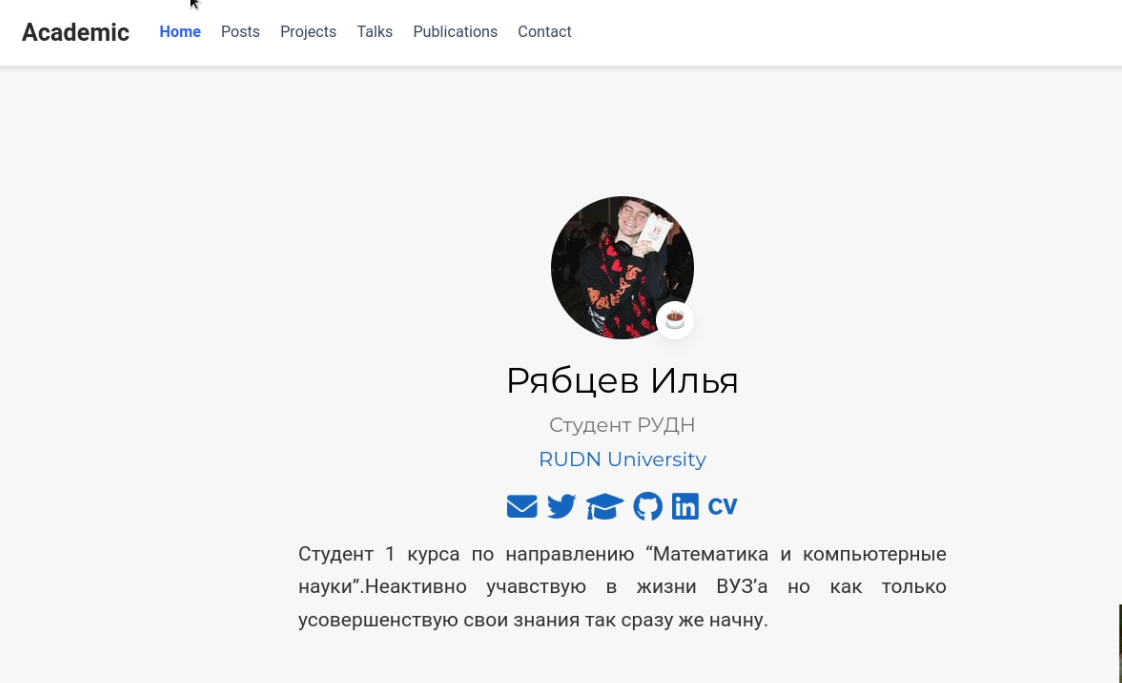 Academic Home Posts Projects Talks Publications Contact
Рябцев Илья
Студент РУДН
RUDN University
CV
Студент 1 курса по направлению “Математика и компьютерные
науки”.Неактивно учавствую в жизни ВУЗ’а но как только
усовершенствую свои знания так сразу же начну.